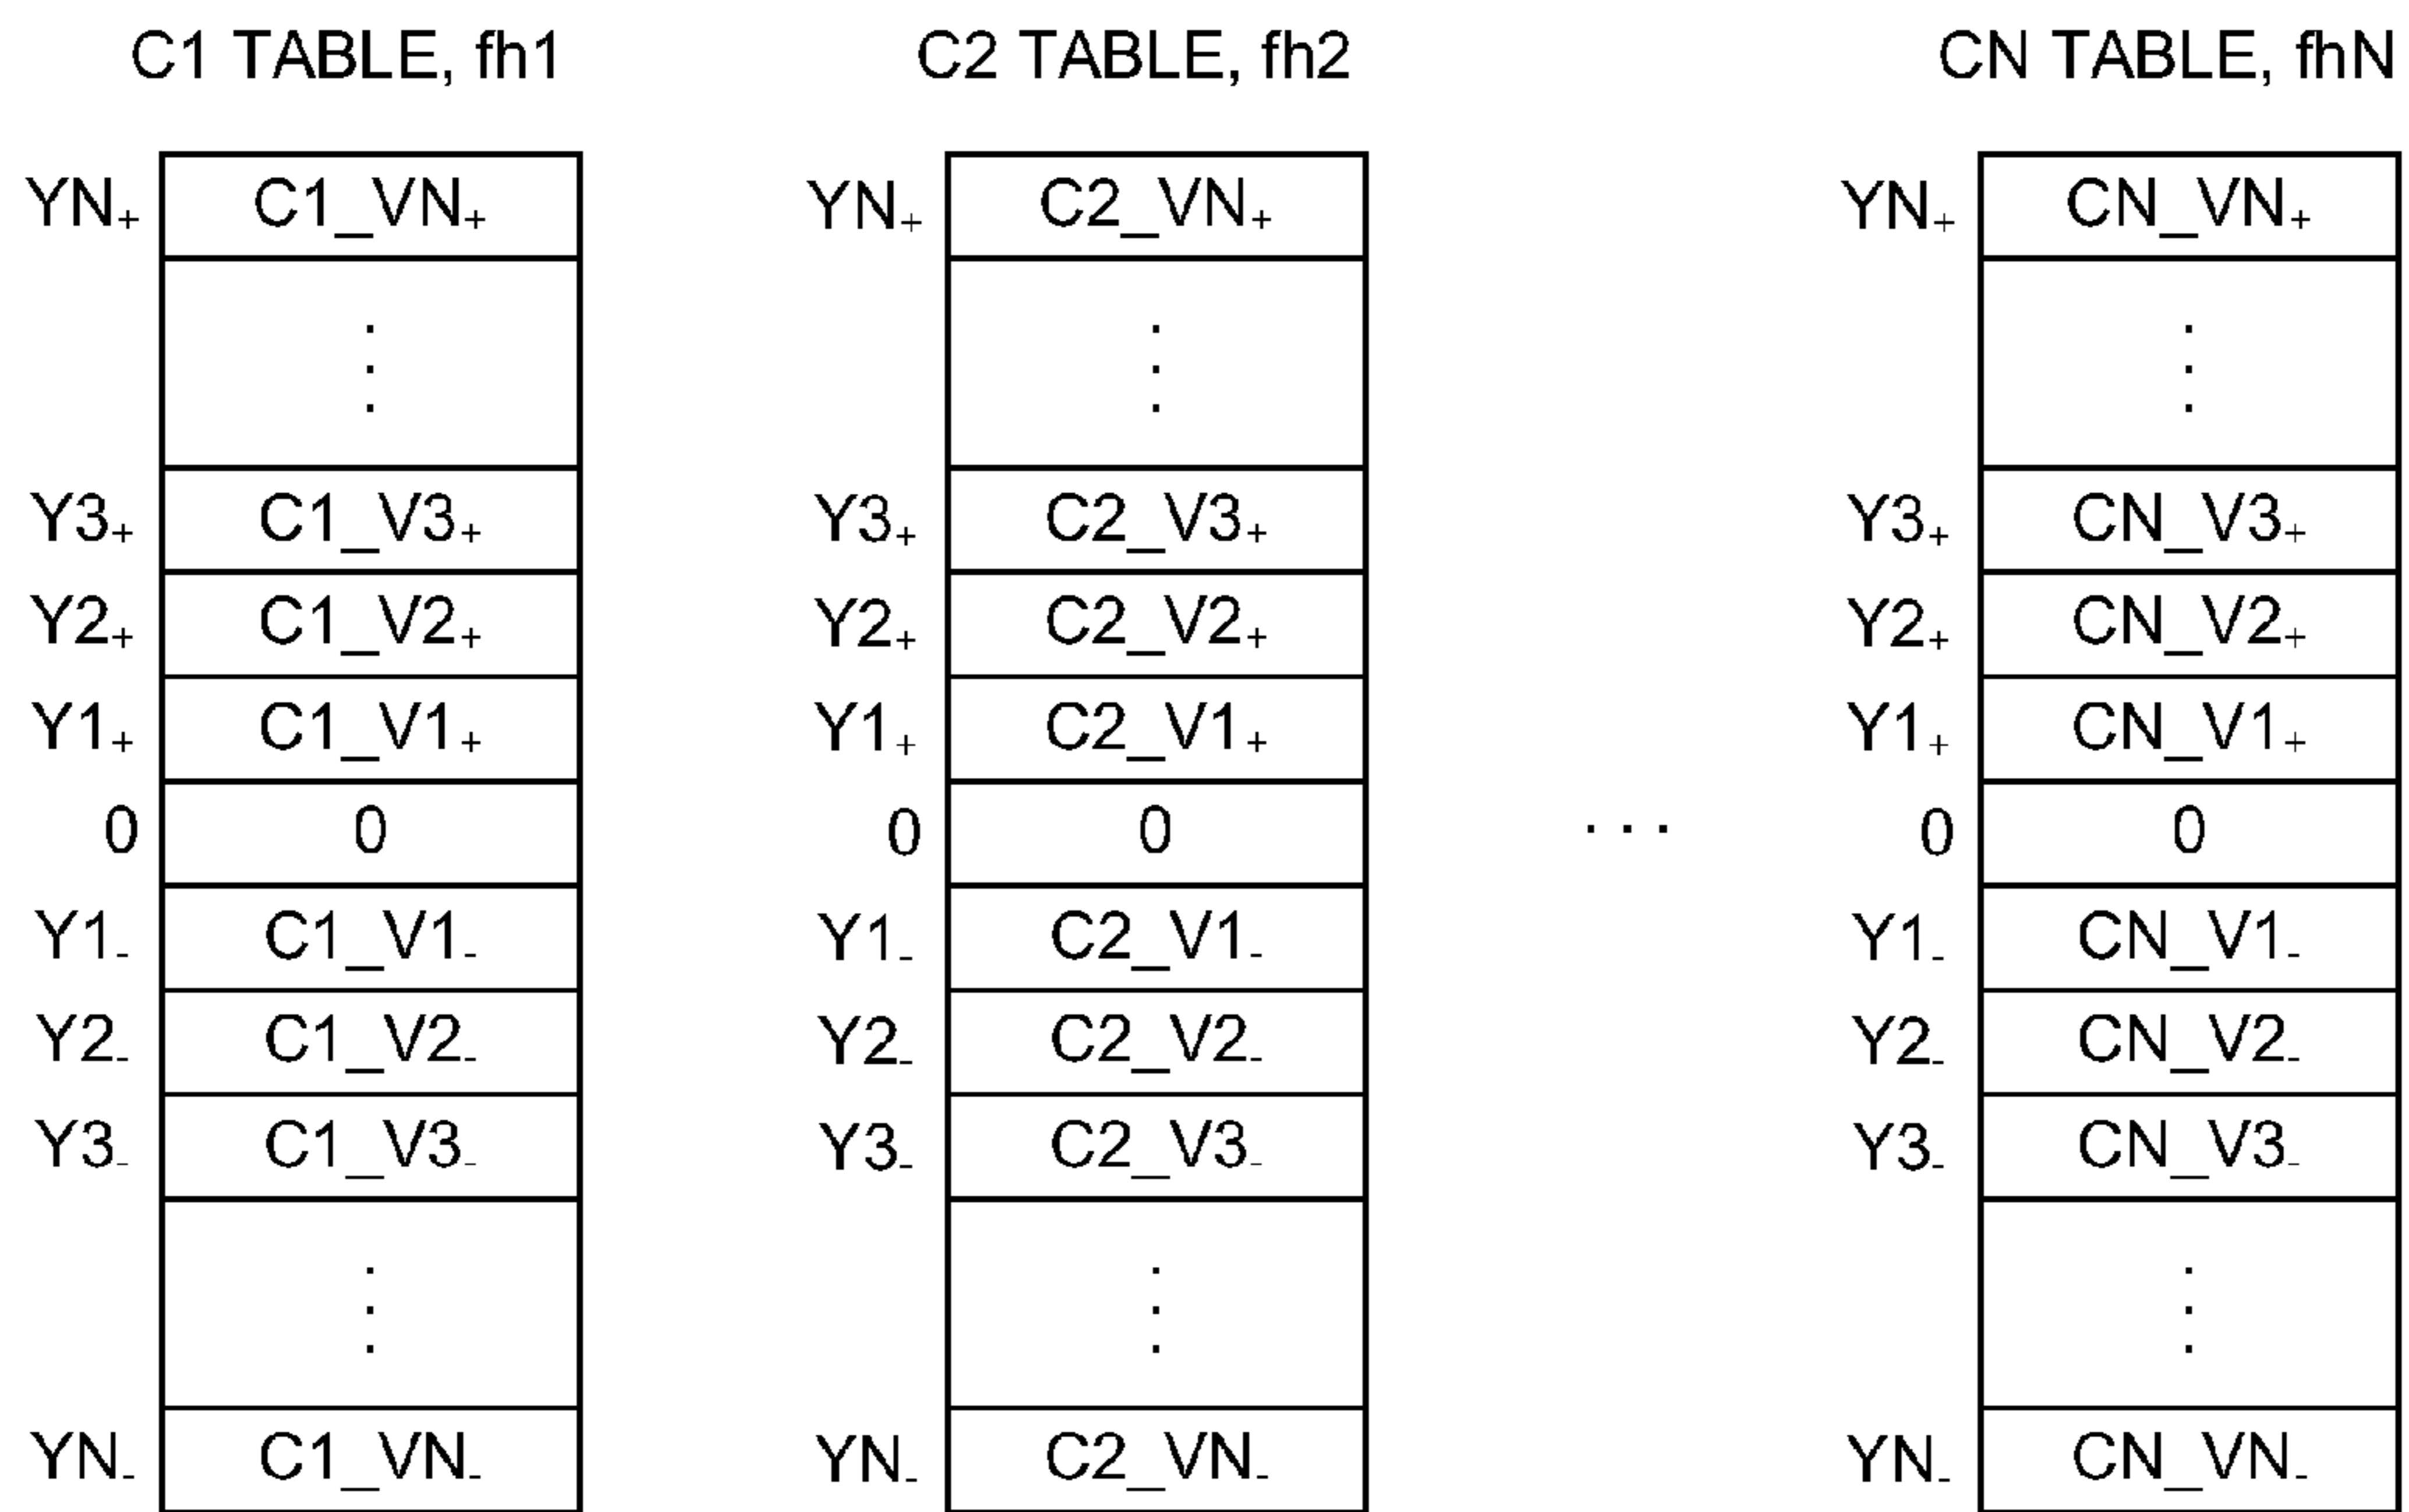 C1 TABLE, fh1 C2 TABLE, fh2 CN TABLE, fhN
YN+ C1_VN+ YN+ C2_VN+ YN+ CN_VN+
: : :
Y3+ C1_V3+ Y3+ C2_V3+ Y3+ CN_V3+
Y2+ C1_V2+ Y2+ C2_V2+ Y2+ CN_V2+
Y1+ C1_V1+ Y1+ C2_V1+ Y1+ CN_V1+
0 0 0 0 ... 0 0
Y1- C1_V1- Y1- C2_V1- Y1- CN_V1-
Y2- C1_V2- Y2- C2_V2- Y2- CN_V2-
Y3- C1_V3- Y3- C2_V3- Y3- CN_V3-
: : :
YN- C1_VN- YN- C2_VN- YN- CN_VN-